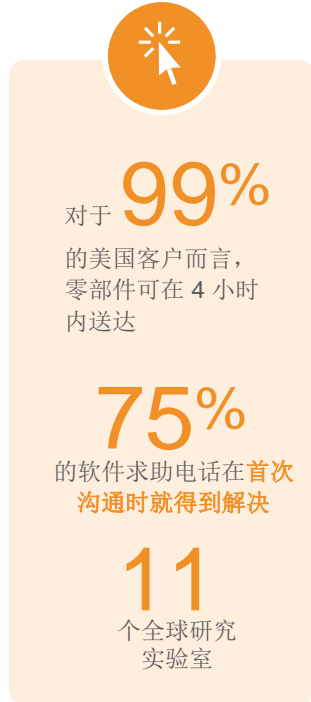 对于 99%
的美国客户而言，
零部件可在 4 小时
内送达
75%
的软件求助电话在首次
沟通时就得到解决
11
个全球研究
实验室